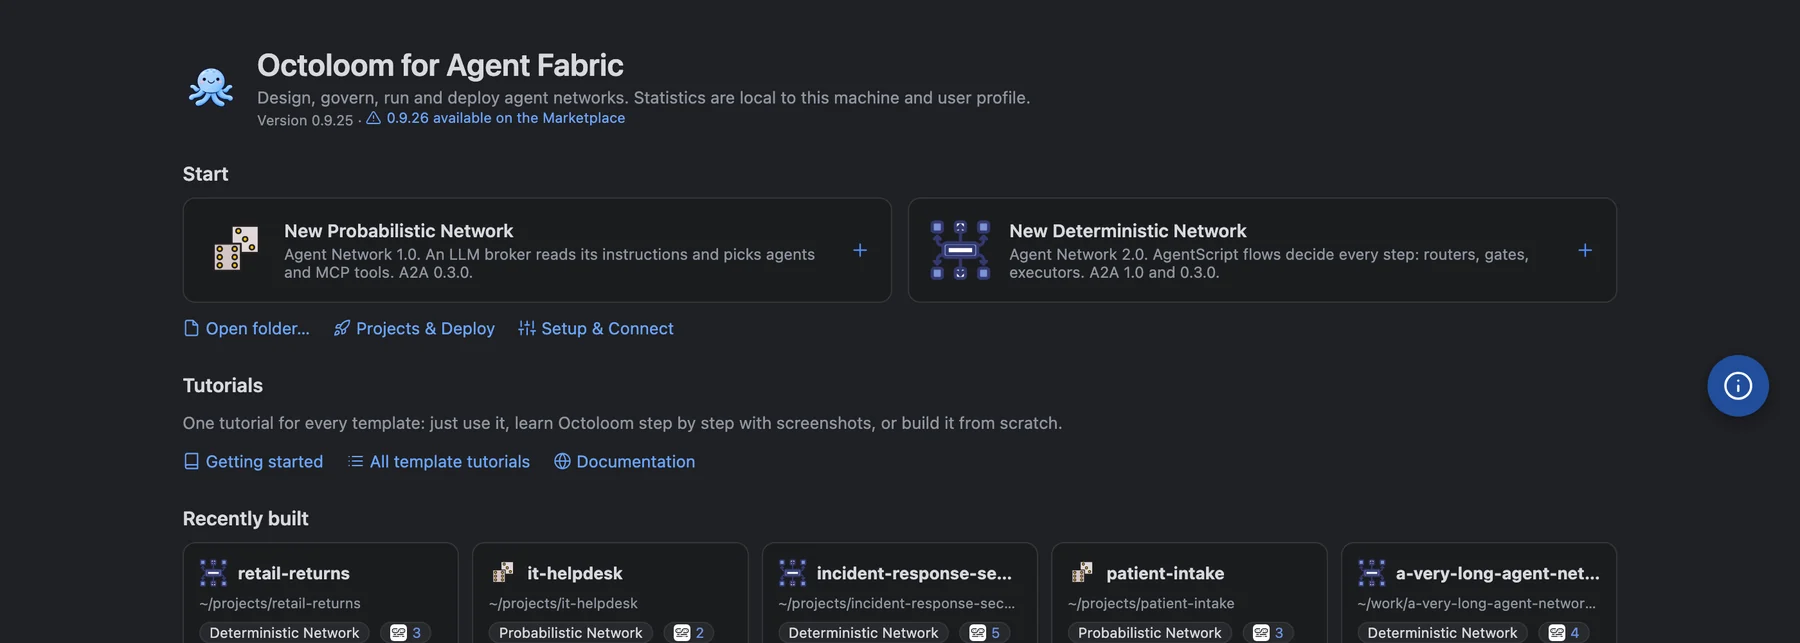 Octoloom for Agent Fabric
Design, govern, run and deploy agent networks. Statistics are local to this machine and user profile.
Version 0.9.25 · 0.9.26 available on the Marketplace
Start
New Probabilistic Network
Agent Network 1.0. An LLM broker reads its instructions and picks agents
and MCP tools. A2A 0.3.0.
New Deterministic Network
Agent Network 2.0. AgentScript flows decide every step: routers, gates,
executors. A2A 1.0 and 0.3.0.
Open folder... Projects & Deploy Setup & Connect
Tutorials
One tutorial for every template: just use it, learn Octoloom step by step with screenshots, or build it from scratch.
Getting started All template tutorials Documentation
Recently built
retail-returns
~/projects/retail-returns
Deterministic Network 3
it-helpdesk
~/projects/it-helpdesk
Probabilistic Network 2
incident-response-se...
~/projects/incident-response-sec...
Deterministic Network 5
patient-intake
~/projects/patient-intake
Probabilistic Network 3
a-very-long-agent-net...
~/work/a-very-long-agent-networ...
Deterministic Network 4